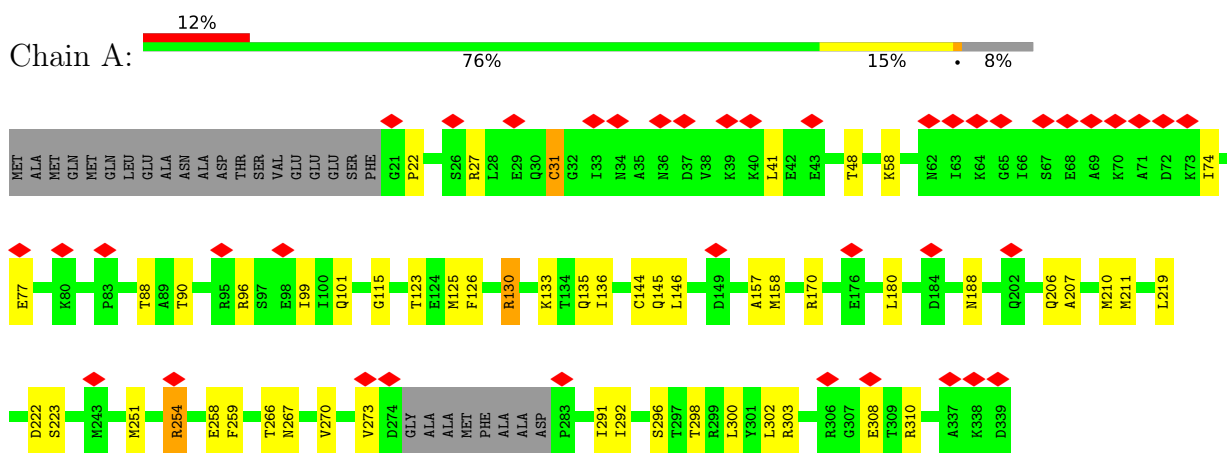 12%
Chain A:
76% 15% • 8%
MET ALA MET GLN MET GLN LEU GLU ALA ASN ALA ASP THR SER VAL GLU GLU GLU SER PHE G21 P22 S26 R27 L28 E29 Q30 C31 G32 I33 N34 A35 N36 D37 V38 K39 K40 L41 E42 E43 T48 K58 N62 I63 K64 G65 I66 S67 E68 A69 K70 A71 D72 K73 I74
E77 K80 P83 T88 A89 T90 R95 R96 S97 E98 I99 I100 Q101 G115 T123 E124 M125 F126 R130 K133 T134 Q135 I136 C144 Q145 L146 D149 A157 M158 R170 E176 L180 D184 N188 Q202 Q206 A207 M210 M211 L219
D222 S223 M243 M251 R254 E258 F259 T266 N267 V270 V273 D274 GLY ALA ALA MET PHE ALA ALA ASP P283 I291 I292 S296 T297 T298 R299 L300 Y301 L302 R303 R306 G307 E308 T309 R310 A337 K338 D339